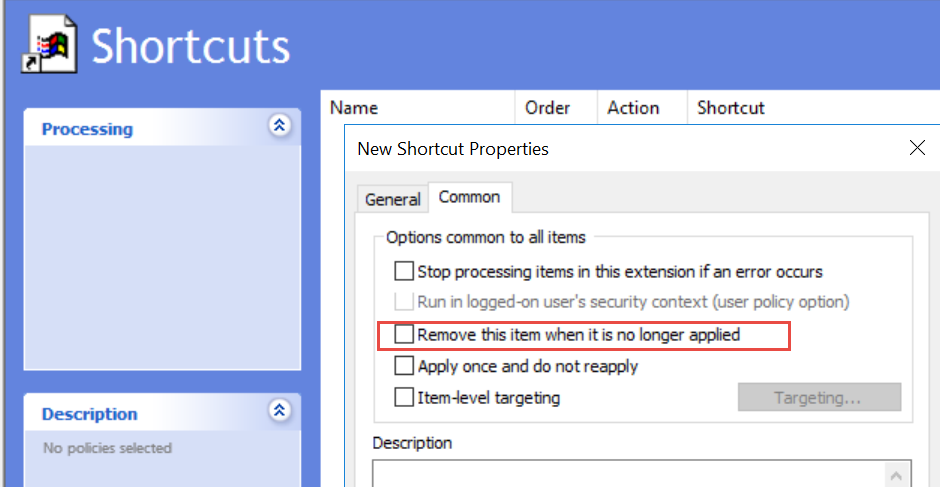 Shortcuts
Processing
Name Order Action Shortcut
New Shortcut Properties
General Common
Options common to all items
Stop processing items in this extension if an error occurs
Run in logged-on user's security context (user policy option)
Remove this item when it is no longer applied
Apply once and do not reapply
Item-level targeting Targeting...
Description
No policies selected
Description